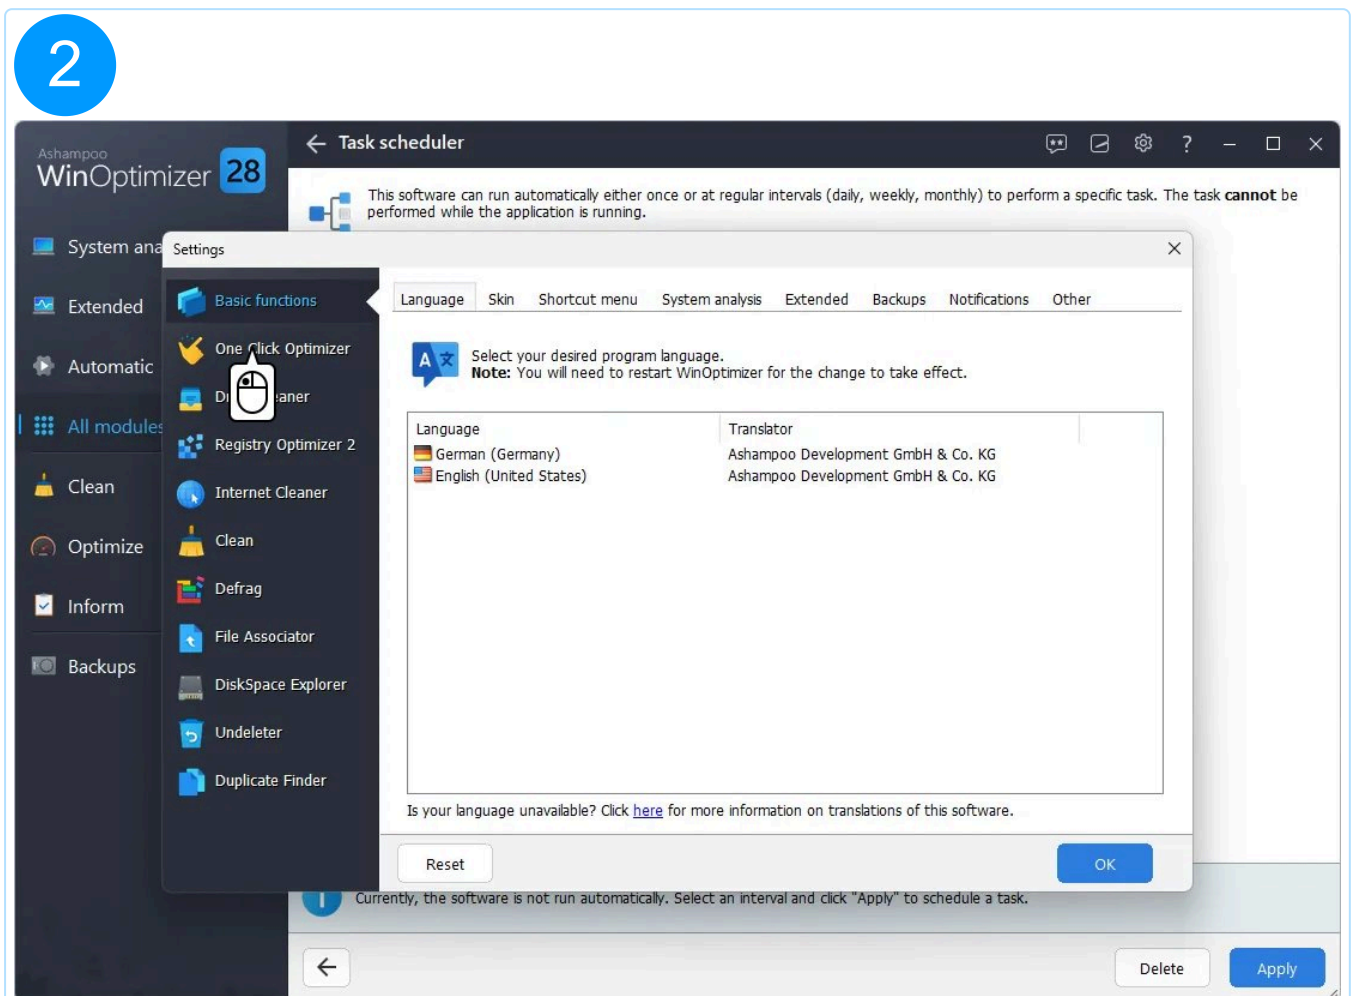 2
Ashampoo
WinOptimizer 28
Task scheduler
This software can run automatically either once or at regular intervals (daily, weekly, monthly) to perform a specific task. The task cannot be
performed while the application is running.
System ana
Extended
Automatic
All modules
Clean
Optimize
Inform
Backups
Settings
Basic functions
One Click Optimizer
Registry Optimizer 2
Internet Cleaner
Clean
Defrag
File Associator
DiskSpace Explorer
Undeleter
Duplicate Finder
Language Skin Shortcut menu System analysis Extended Backups Notifications Other
Select your desired program language.
Note: You will need to restart WinOptimizer for the change to take effect.
Language Translator
German (Germany) Ashampoo Development GmbH & Co. KG
English (United States) Ashampoo Development GmbH & Co. KG
Is your language unavailable? Click here for more information on translations of this software.
Reset OK
Currently, the software is not run automatically. Select an interval and click "Apply" to schedule a task.
Delete Apply